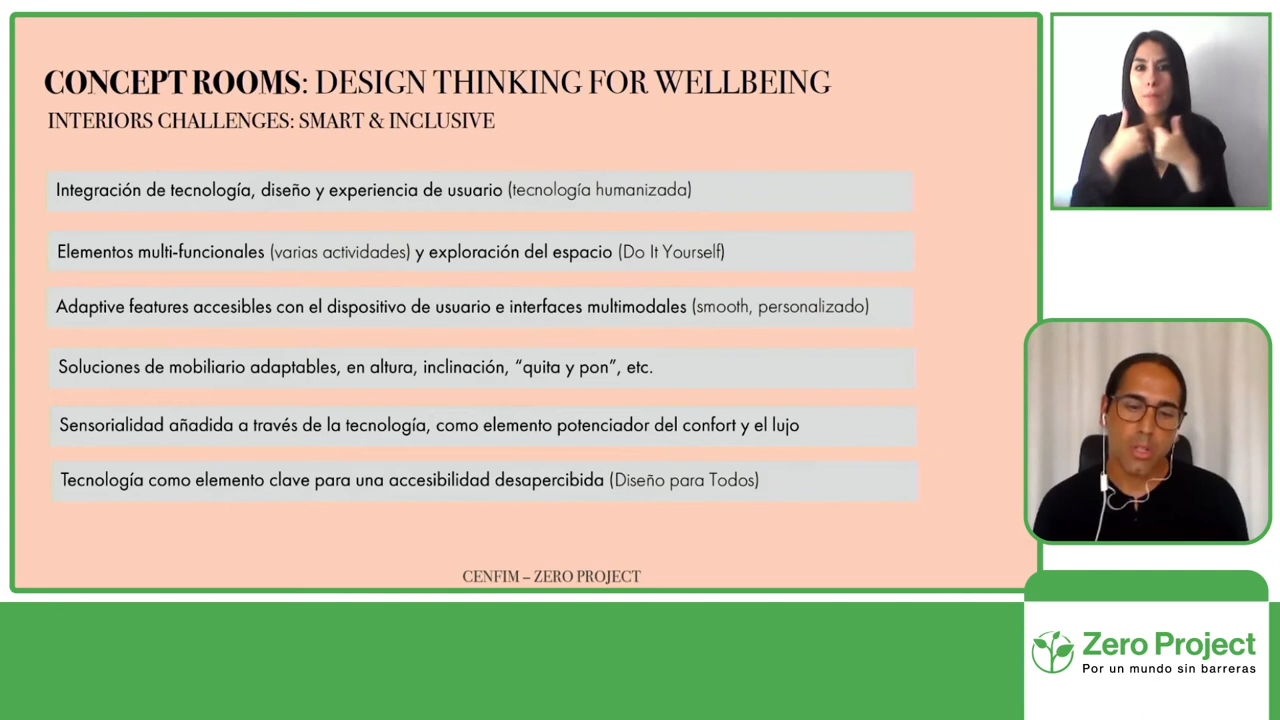 CONCEPT ROOMS: DESIGN THINKING FOR WELLBEING
INTERIORS CHALLENGES: SMART & INCLUSIVE
Integración de tecnología, diseño y experiencia de usuario (tecnología humanizada)
Elementos multi-funcionales (varias actividades) y exploración del espacio (Do It Yourself)
Adaptive features accesibles con el dispositivo de usuario e interfaces multimodales (smooth, personalizado)
Soluciones de mobiliario adaptables, en altura, inclinación, “quita y pon”, etc.
Sensorialidad añadida a través de la tecnología, como elemento potenciador del confort y el lujo
Tecnología como elemento clave para una accesibilidad desapercibida (Diseño para Todos)
CENFIM – ZERO PROJECT
Zero Project
Por un mundo sin barreras